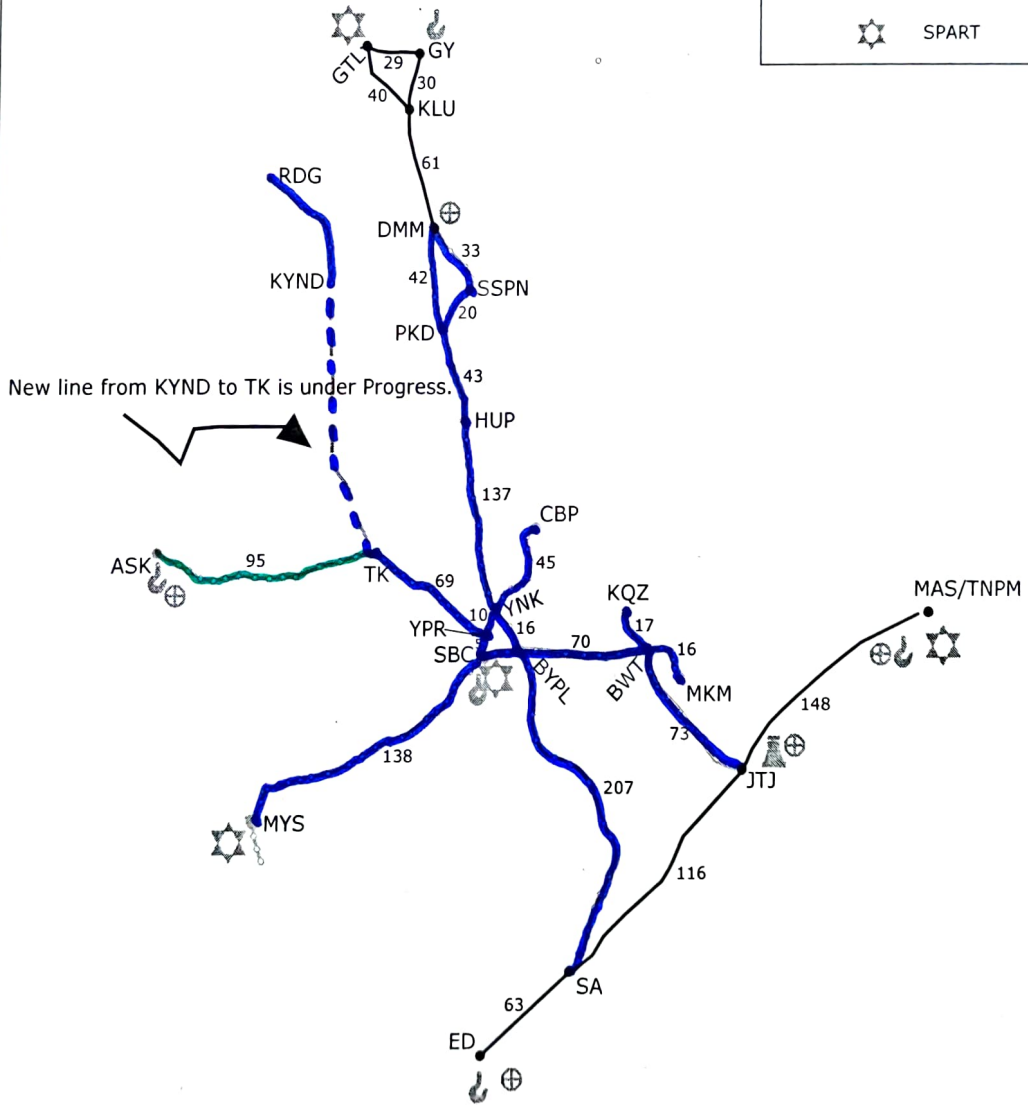 SPART
GTL
GY
29
40
30
KLU
61
RDG
DMM
33
42
KYND
SSPN
20
PKD
New line from KYND to TK is under Progress.
43
HUP
137
CBP
ASK
95
TK
45
69
10
YNK
KQZ
MAS/TNPM
YPR
16
17
SBC
70
16
BYPL
BWT
MKM
148
138
73
JTJ
207
MYS
116
SA
63
ED